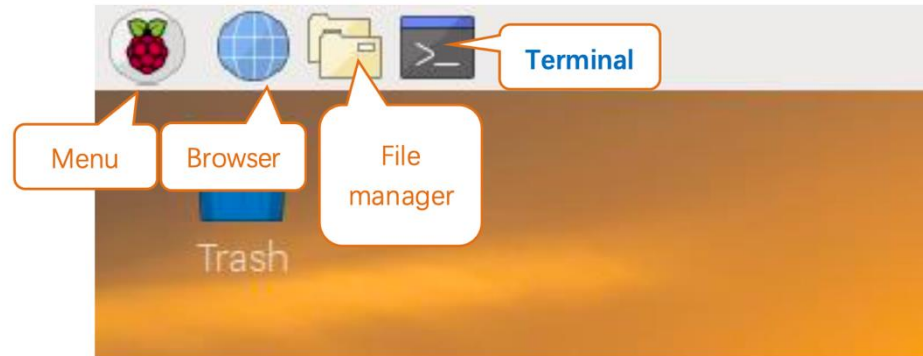 >_
Terminal
Menu
Browser
File
manager
Trash